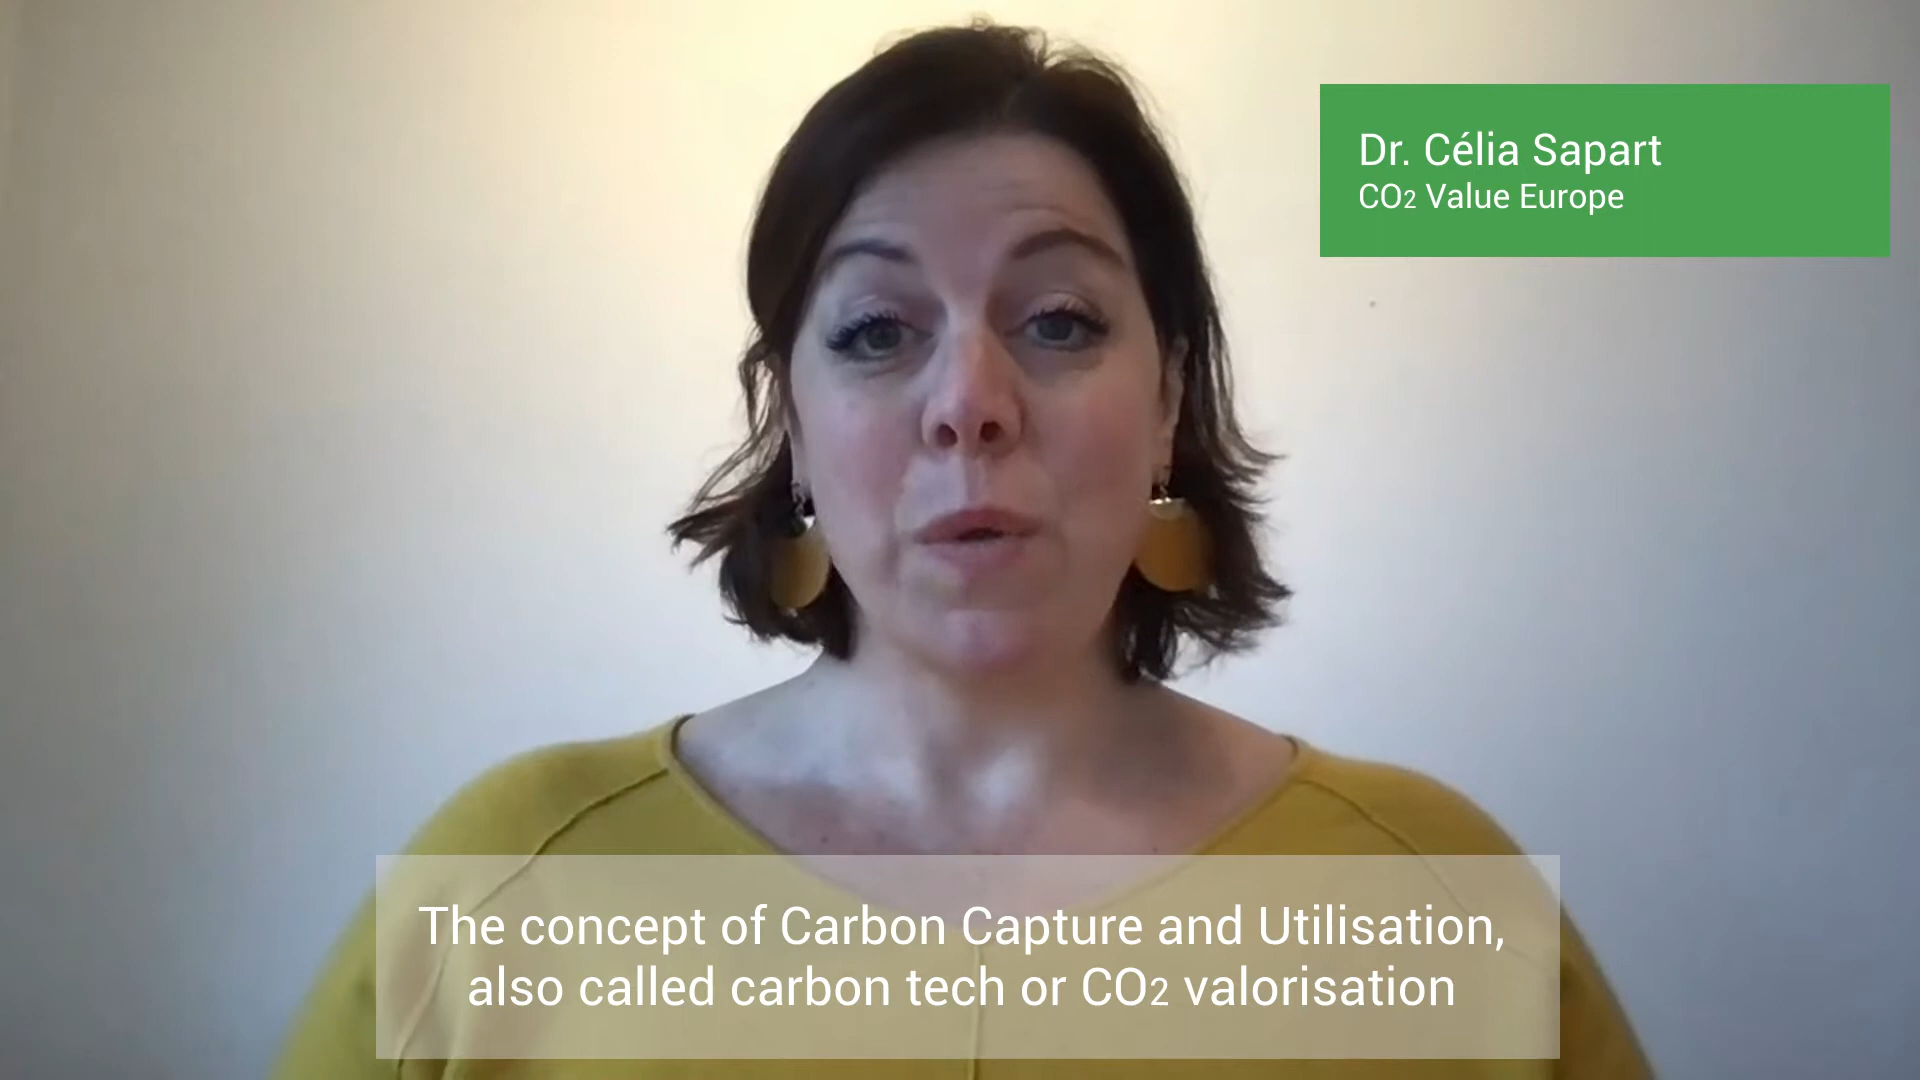 Dr. Célia Sapart
CO2 Value Europe
The concept of Carbon Capture and Utilisation,
also called carbon tech or CO2 valorisation